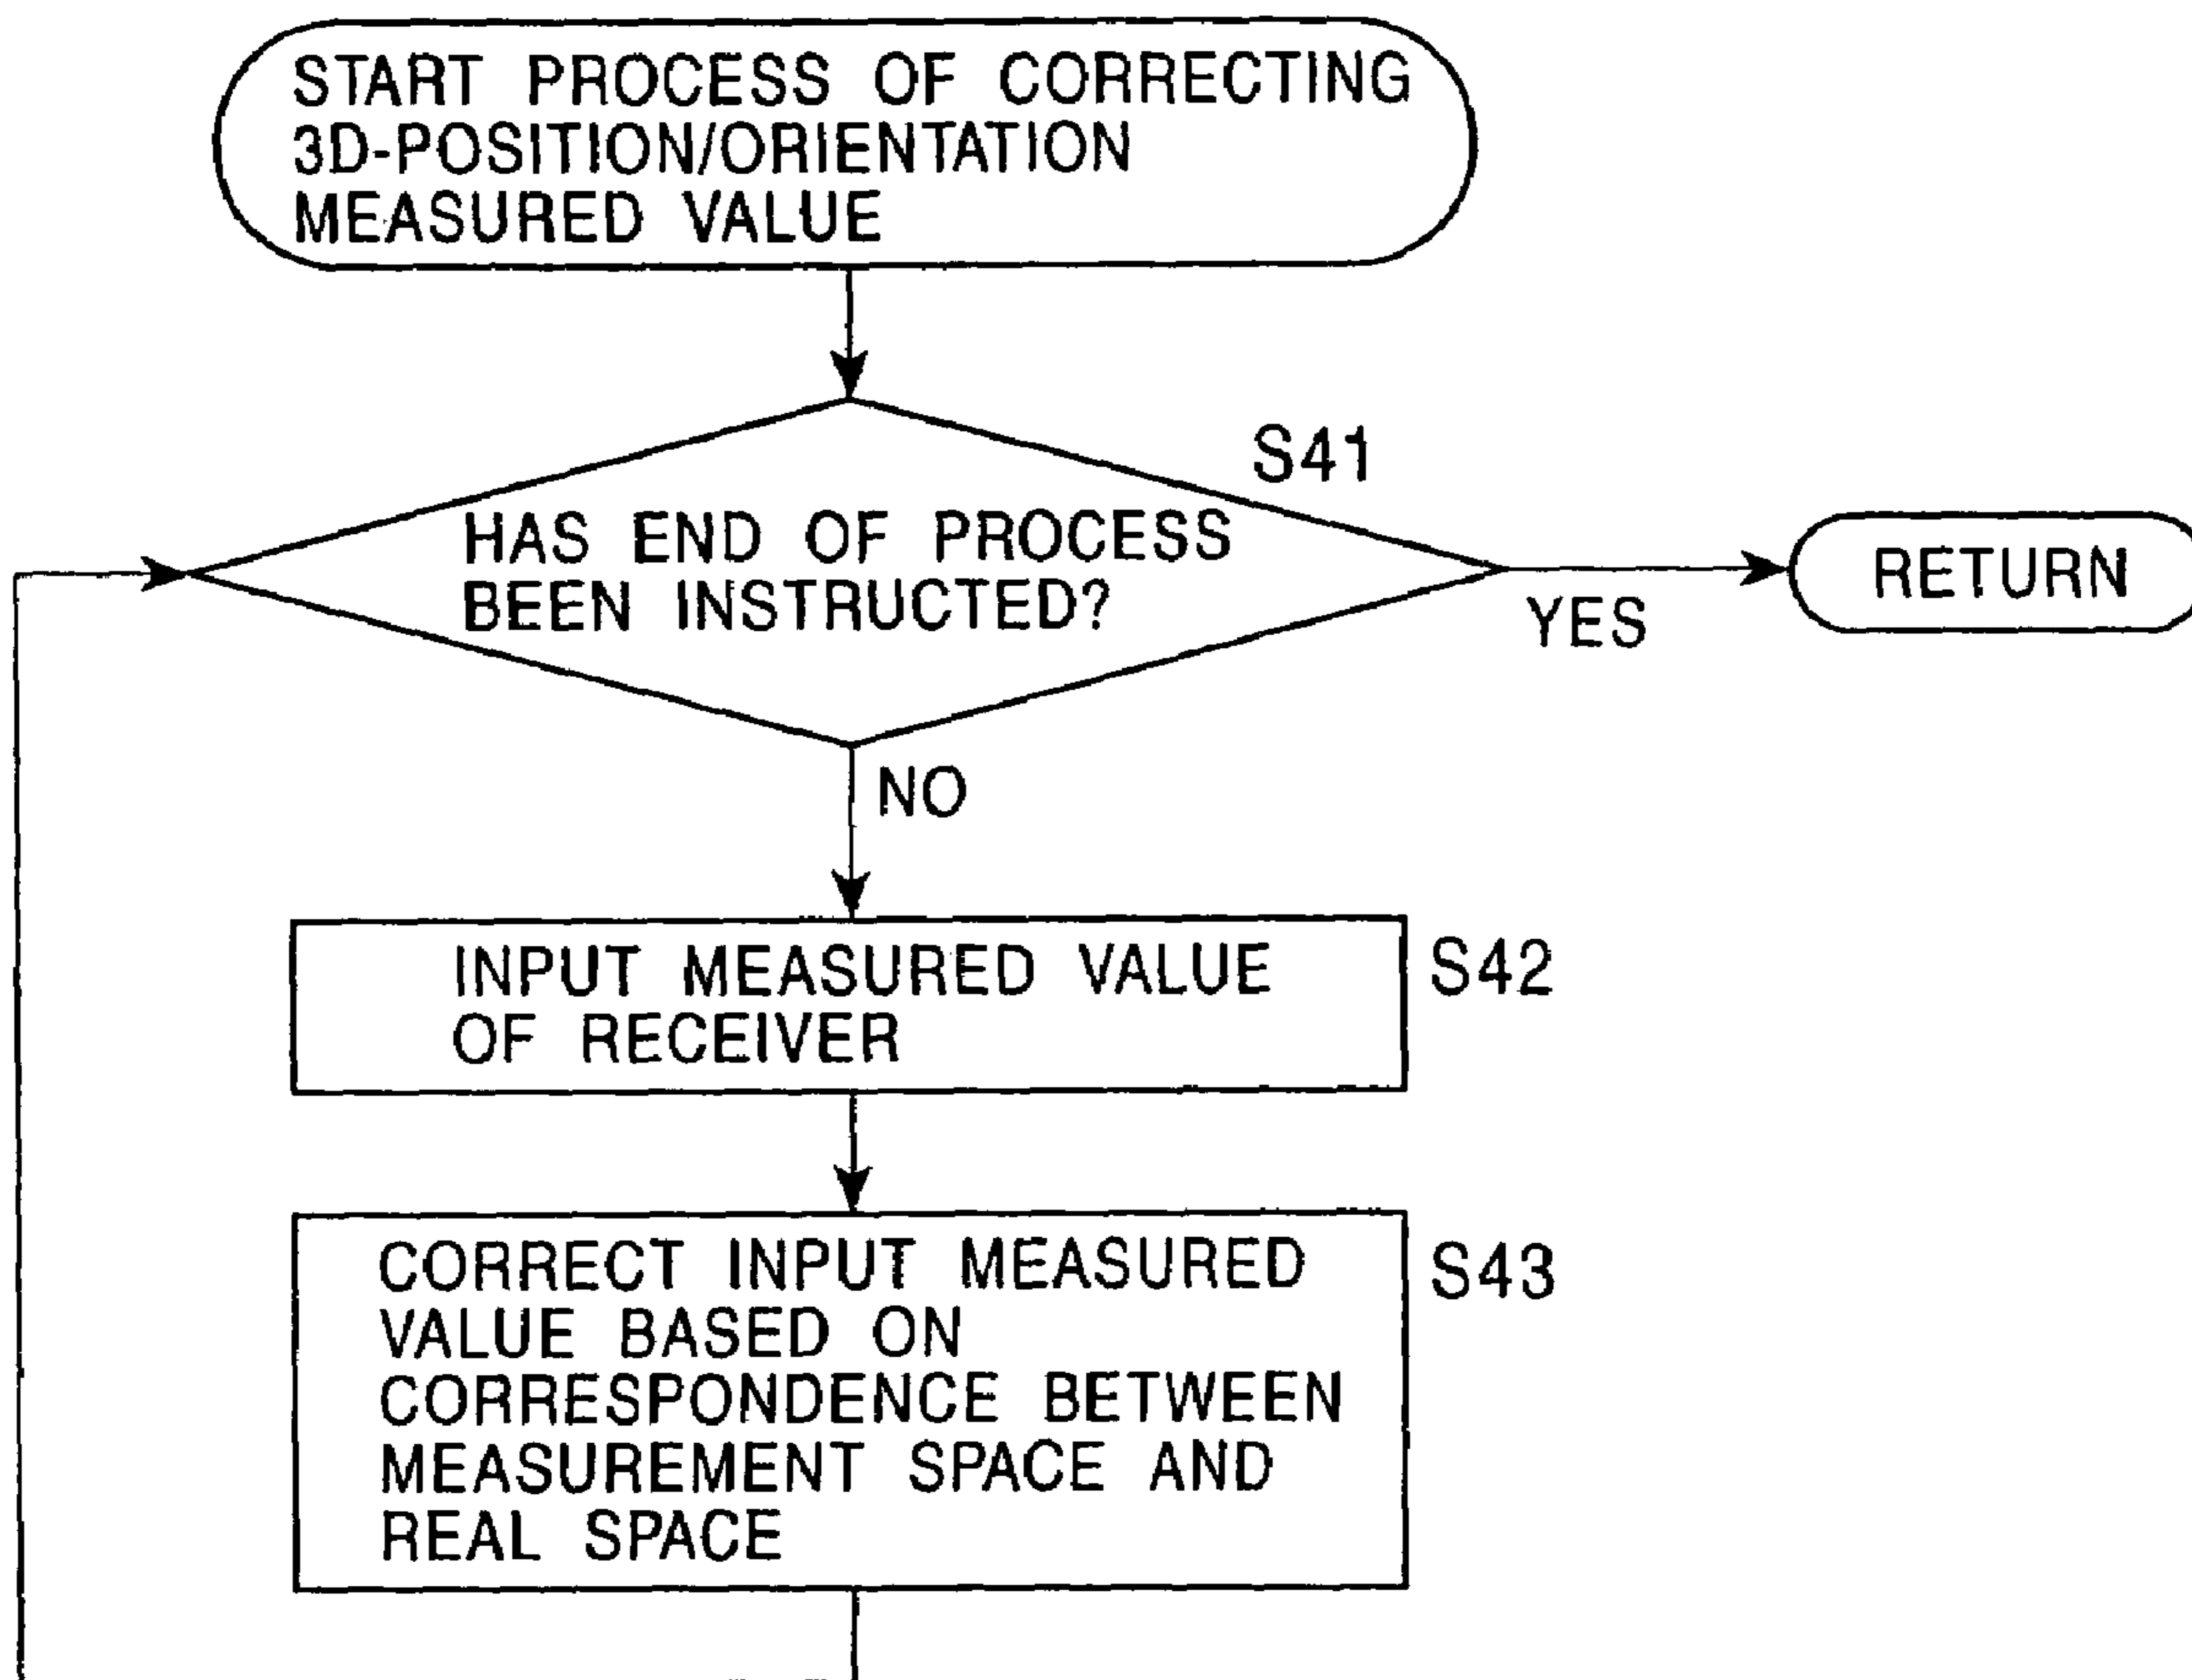 START PROCESS OF CORRECTING
3D-POSITION/ORIENTATION
MEASURED VALUE
S41
HAS END OF PROCESS
BEEN INSTRUCTED?
RETURN
YES
NO
INPUT MEASURED VALUE
OF RECEIVER
S42
CORRECT INPUT MEASURED
VALUE BASED ON
CORRESPONDENCE BETWEEN
MEASUREMENT SPACE AND
REAL SPACE
S43